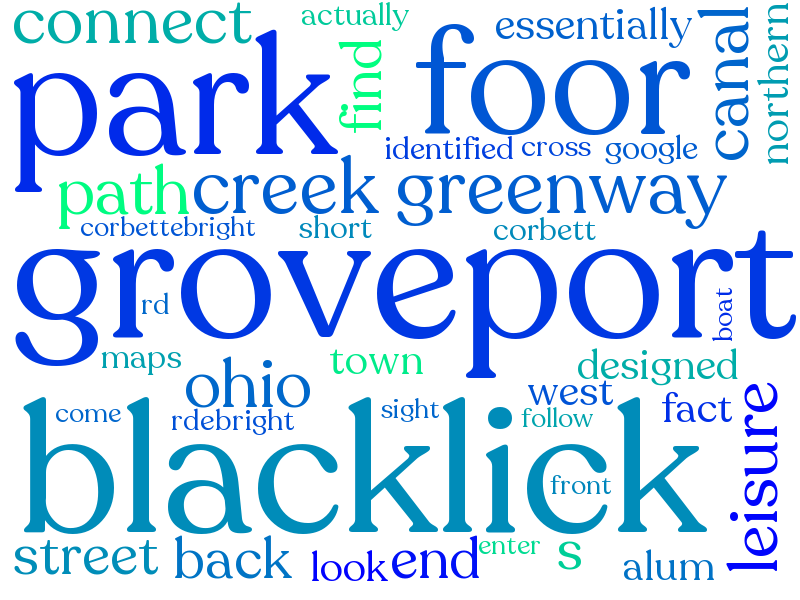 connect actually essentially canal northern
park find foor
identified cross google
path creek greenway
corbettebright short corbett
groveport
rd boat
maps town designed
ohio west leisure
come rdebright sight follow fact
blacklick
front
street back look end enter s alum